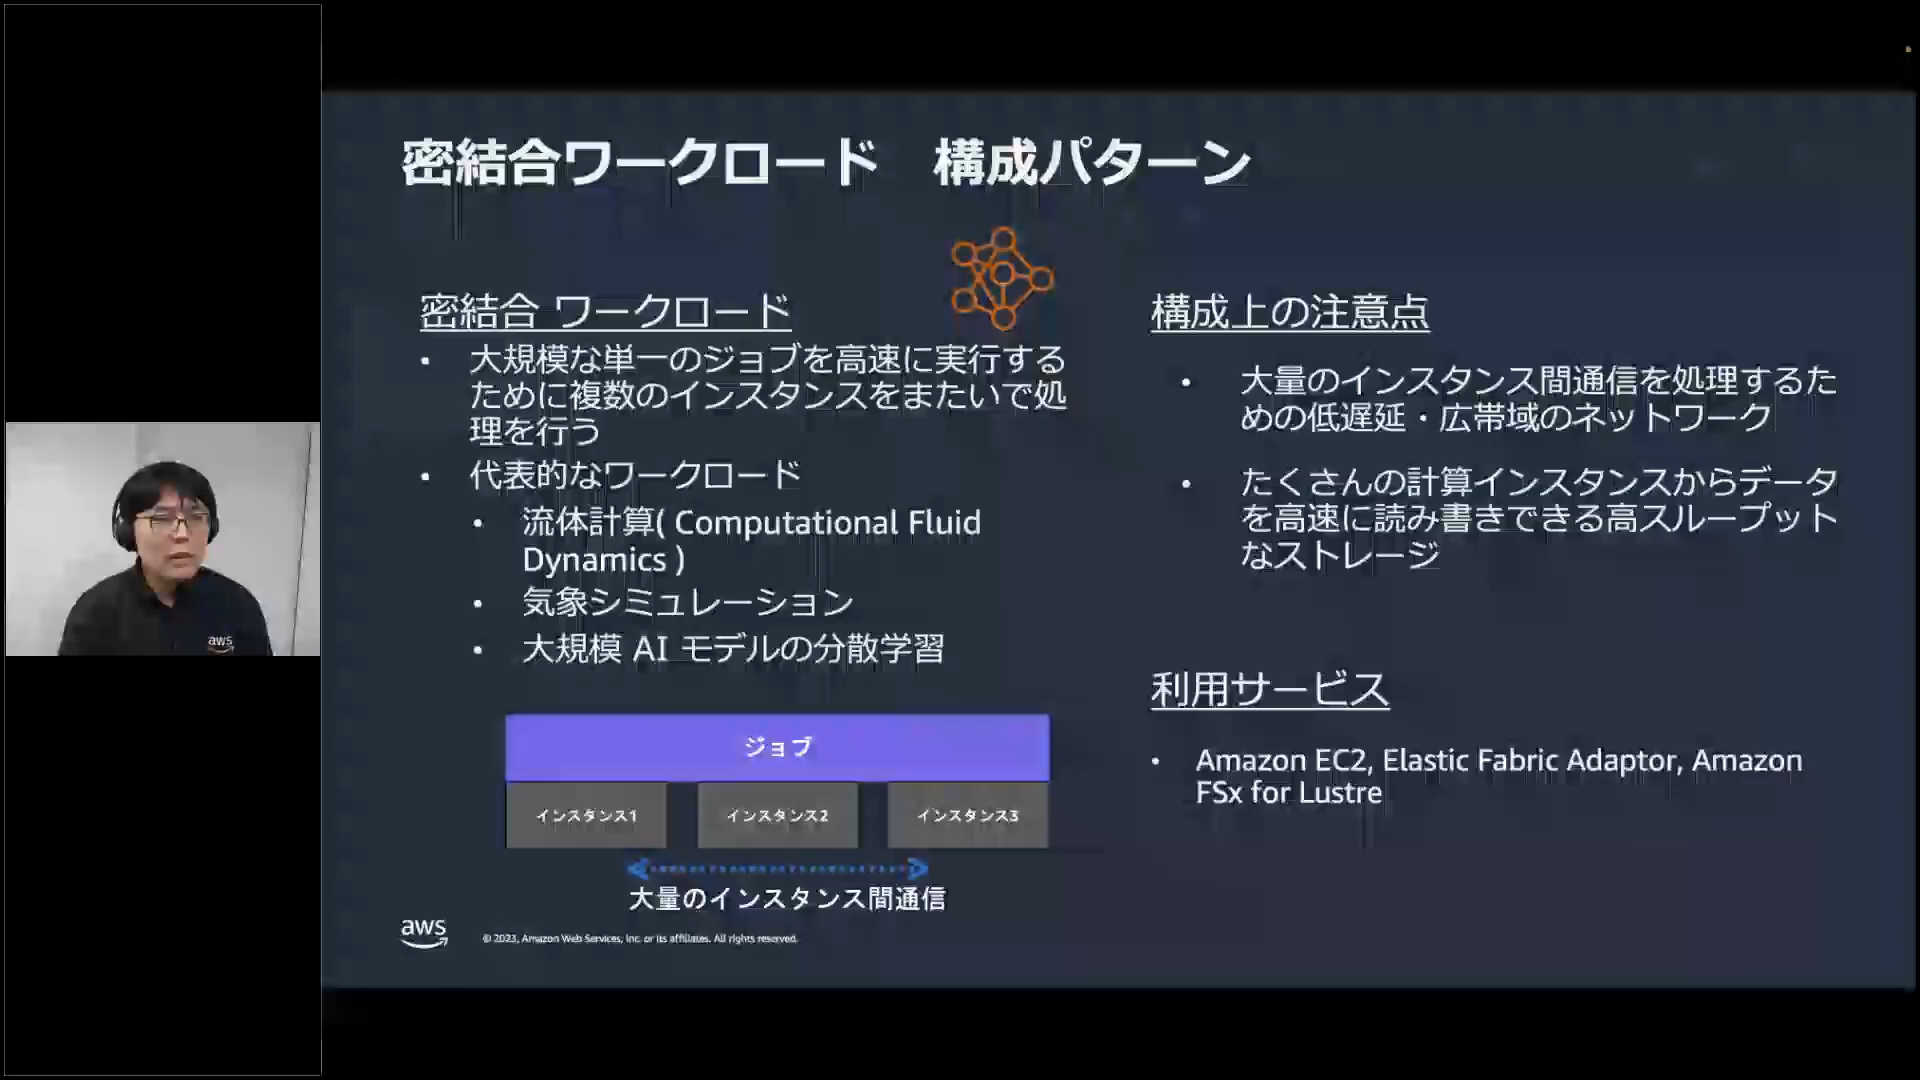 密結合ワークロード　構成パターン
密結合 ワークロード
• 大規模な単一のジョブを高速に実行する
ために複数のインスタンスをまたいで処
理を行う
• 代表的なワークロード
• 流体計算( Computational Fluid
Dynamics )
• 気象シミュレーション
• 大規模 AI モデルの分散学習
ジョブ
インスタンス1
インスタンス2
インスタンス3
大量のインスタンス間通信
構成上の注意点
• 大量のインスタンス間通信を処理するた
めの低遅延・広帯域のネットワーク
• たくさんの計算インスタンスからデータ
を高速に読み書きできる高スループット
なストレージ
利用サービス
• Amazon EC2, Elastic Fabric Adaptor, Amazon
FSx for Lustre
aws
© 2023, Amazon Web Services, Inc. or its affiliates. All rights reserved.
aws